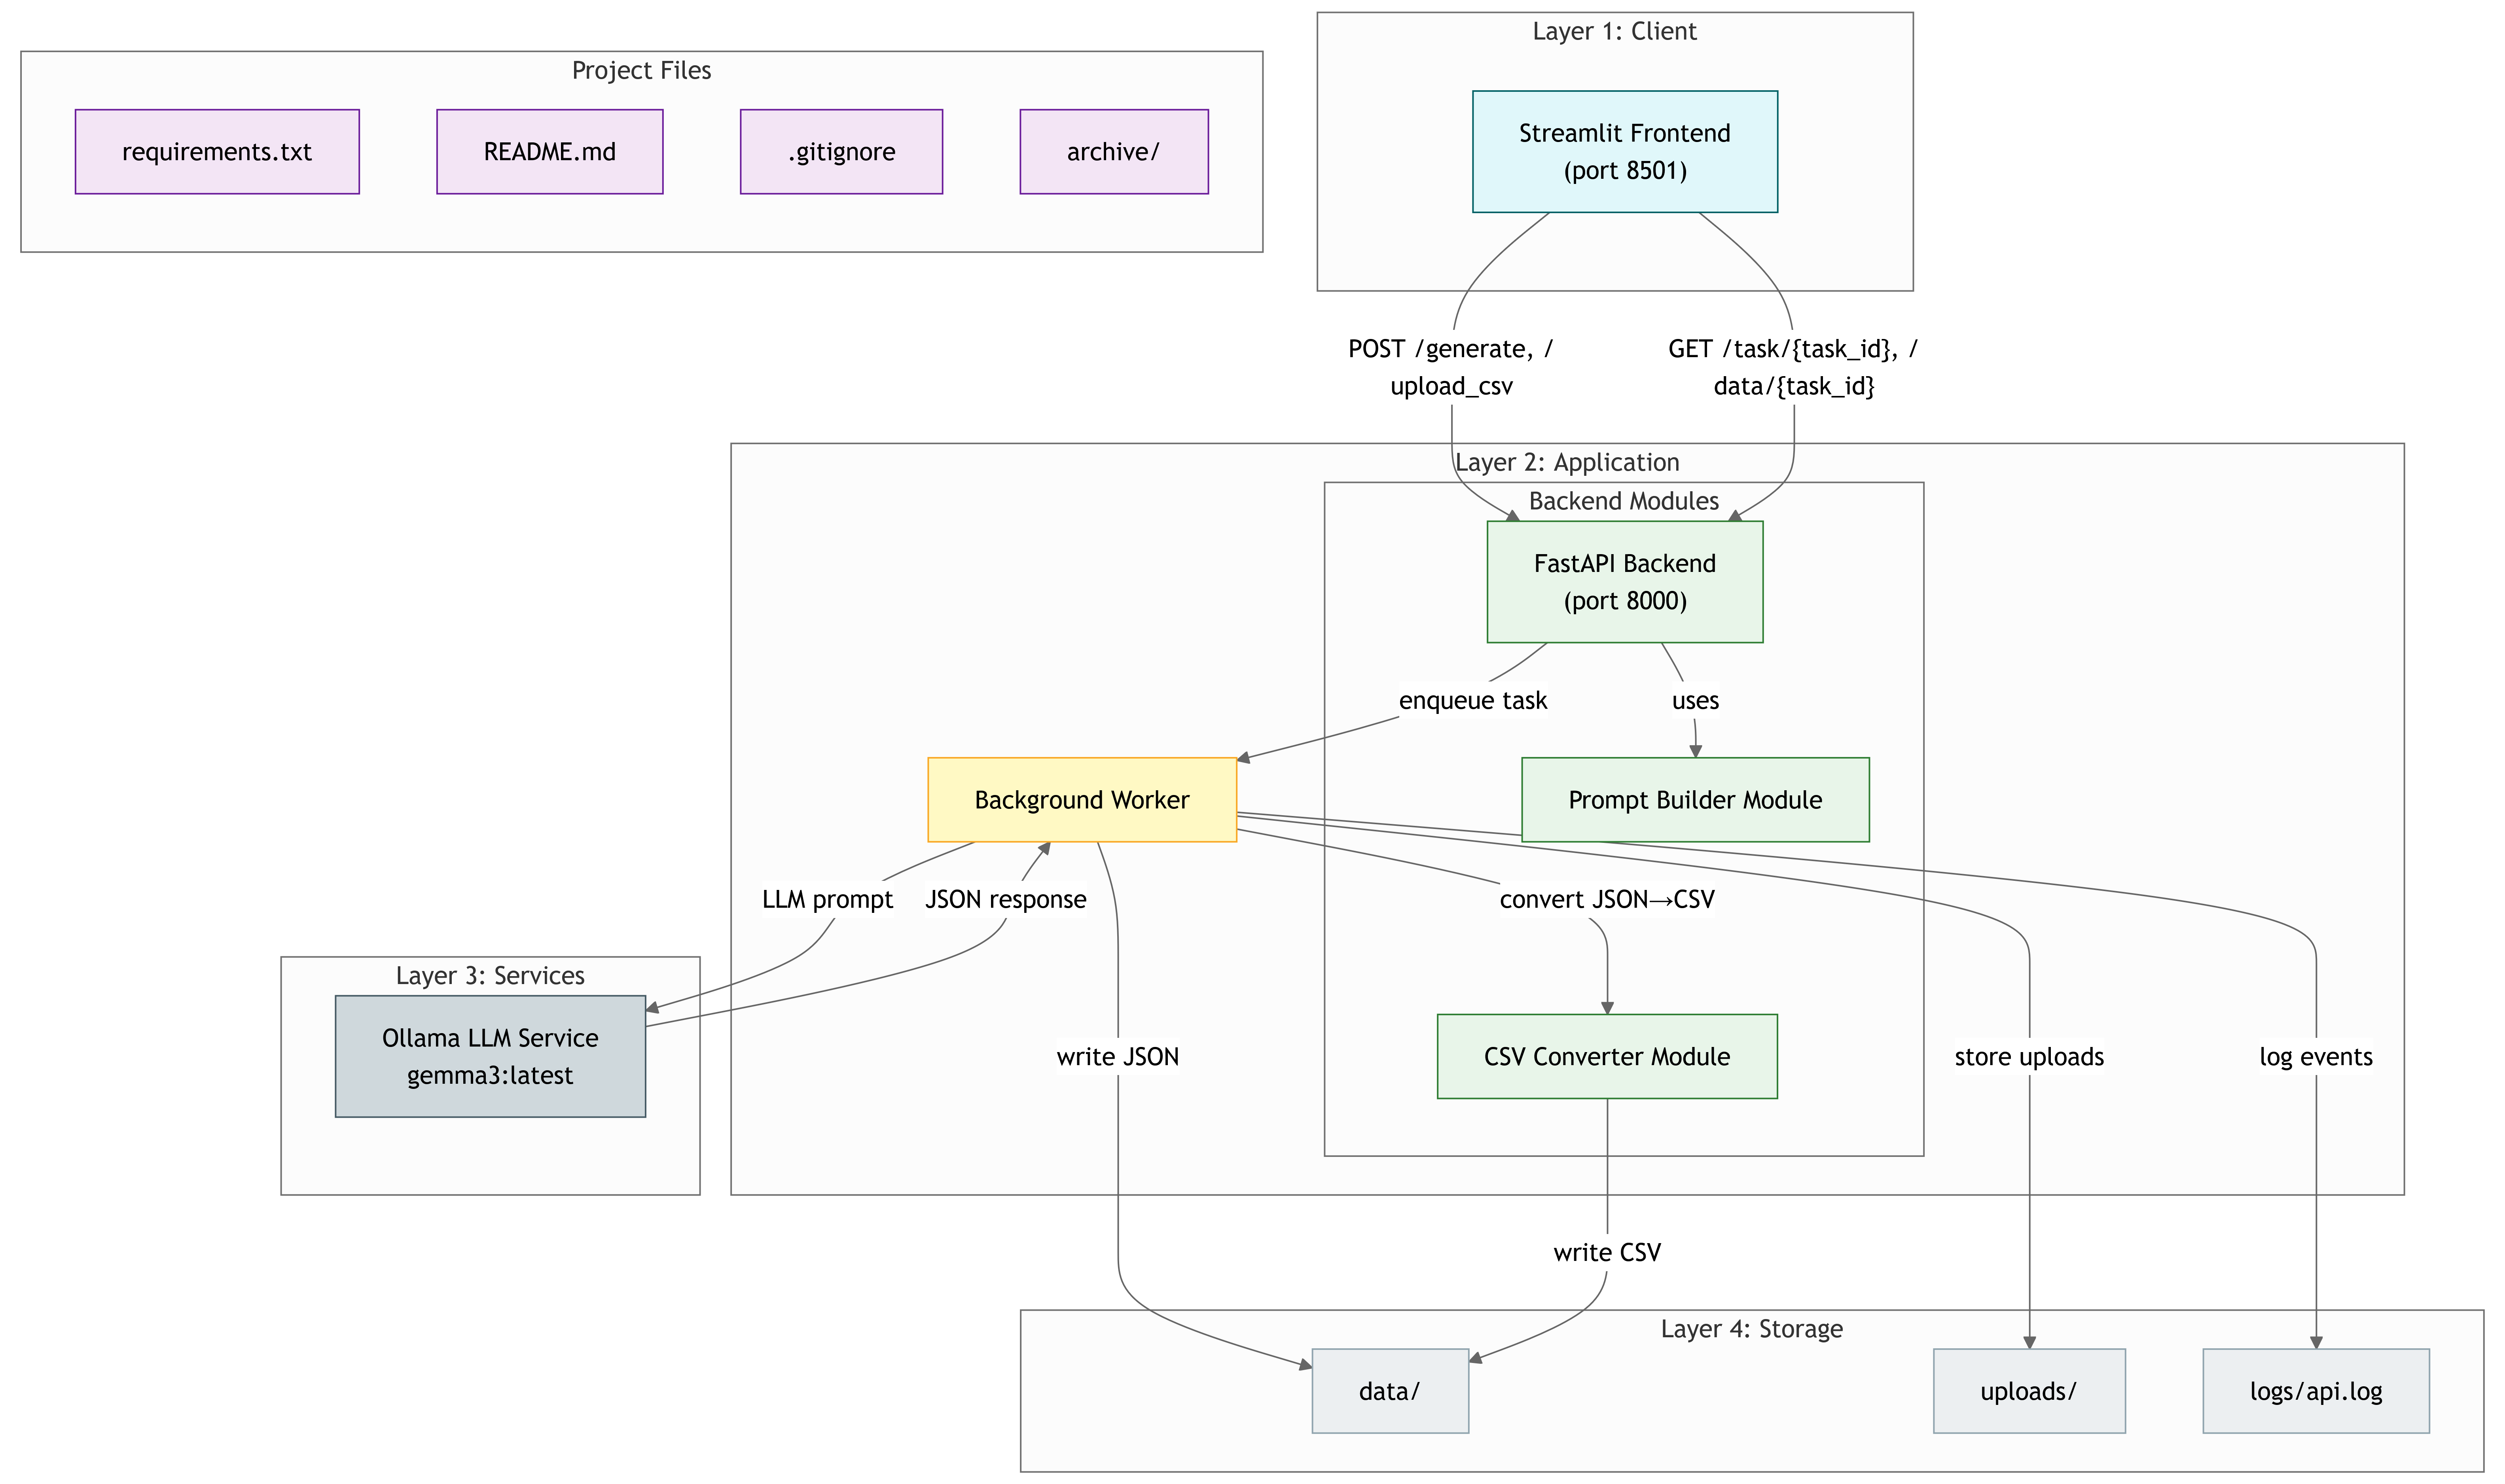 Layer 1: Client
Project Files
requirements.txt
README.md
.gitignore
archive/
Streamlit Frontend
(port 8501)
POST /generate, /
upload_csv
GET /task/{task_id}, /
data/{task_id}
Layer 2: Application
Backend Modules
FastAPI Backend
(port 8000)
enqueue task
uses
Background Worker
Prompt Builder Module
LLM prompt
JSON response
convert JSON→CSV
Layer 3: Services
Ollama LLM Service
gemma3:latest
write JSON
CSV Converter Module
store uploads
log events
write CSV
Layer 4: Storage
data/
uploads/
logs/api.log